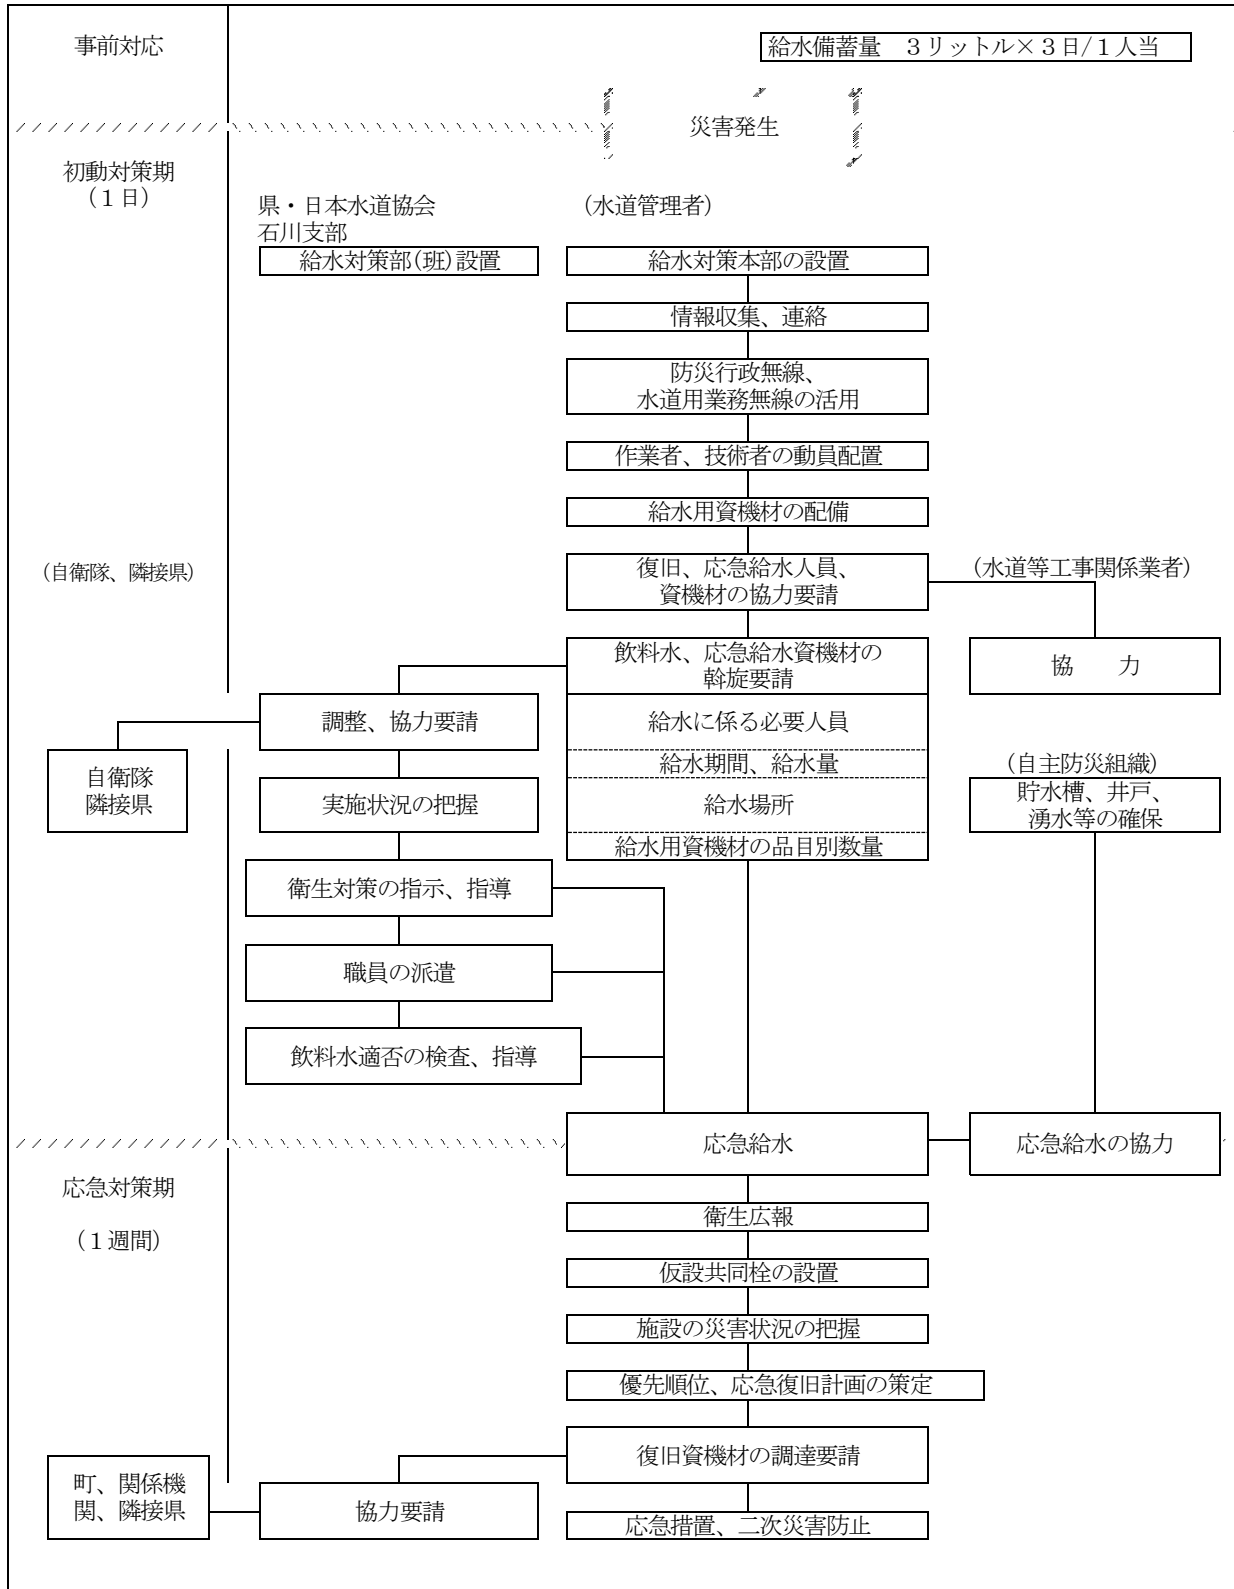 事前対応
給水備蓄量　３リットル×３日/１人当
災害発生
初動対策期
(１日)
県・日本水道協会
石川支部
(水道管理者)
給水対策部(班)設置
給水対策本部の設置
情報収集、連絡
防災行政無線、
水道用業務無線の活用
作業者、技術者の動員配置
給水用資機材の配備
(自衛隊、隣接県)
復旧、応急給水人員、
資機材の協力要請
(水道等工事関係業者)
飲料水、応急給水資機材の
斡旋要請
協　　力
調整、協力要請
給水に係る必要人員
自衛隊
隣接県
給水期間、給水量
(自主防災組織)
実施状況の把握
給水場所
貯水槽、井戸、
湧水等の確保
給水用資機材の品目別数量
衛生対策の指示、指導
職員の派遣
飲料水適否の検査、指導
応急給水
応急給水の協力
応急対策期
(１週間)
衛生広報
仮設共同栓の設置
施設の災害状況の把握
優先順位、応急復旧計画の策定
復旧資機材の調達要請
町、関係機
関、隣接県
協力要請
応急措置、二次災害防止